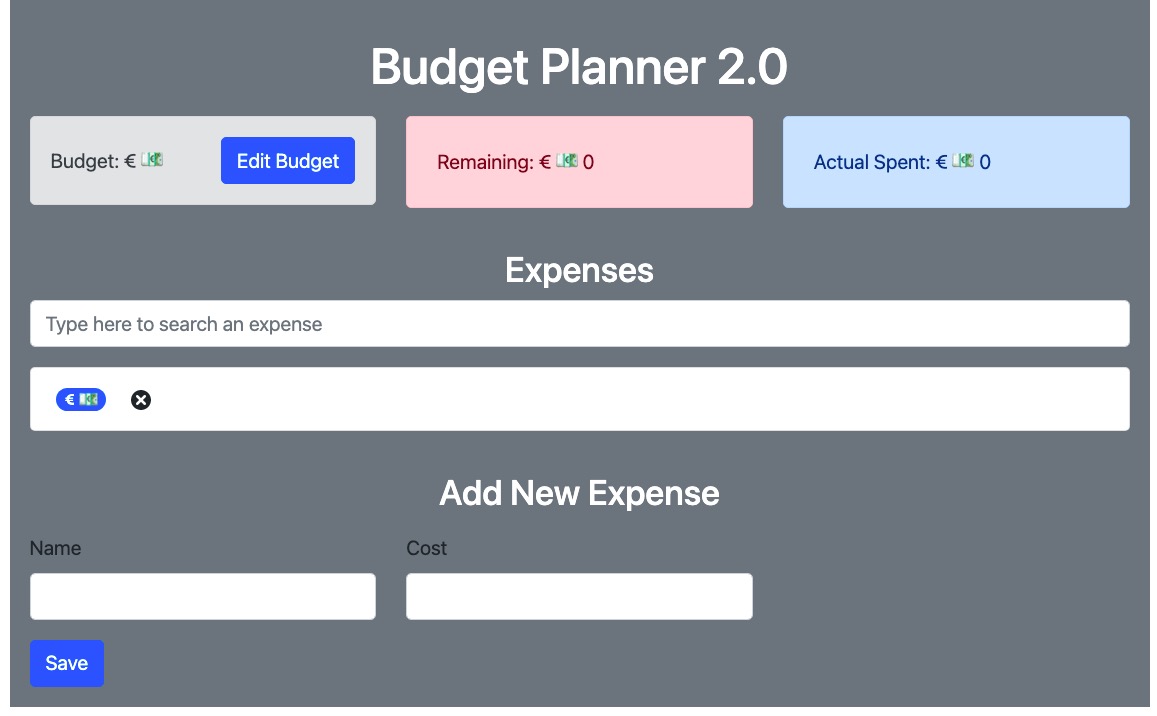 Budget Planner 2.0
Budget: € 💶 Edit Budget
Remaining: € 💶 0
Actual Spent: € 💶 0
Expenses
Type here to search an expense
€ 💶
Add New Expense
Name
Cost
Save